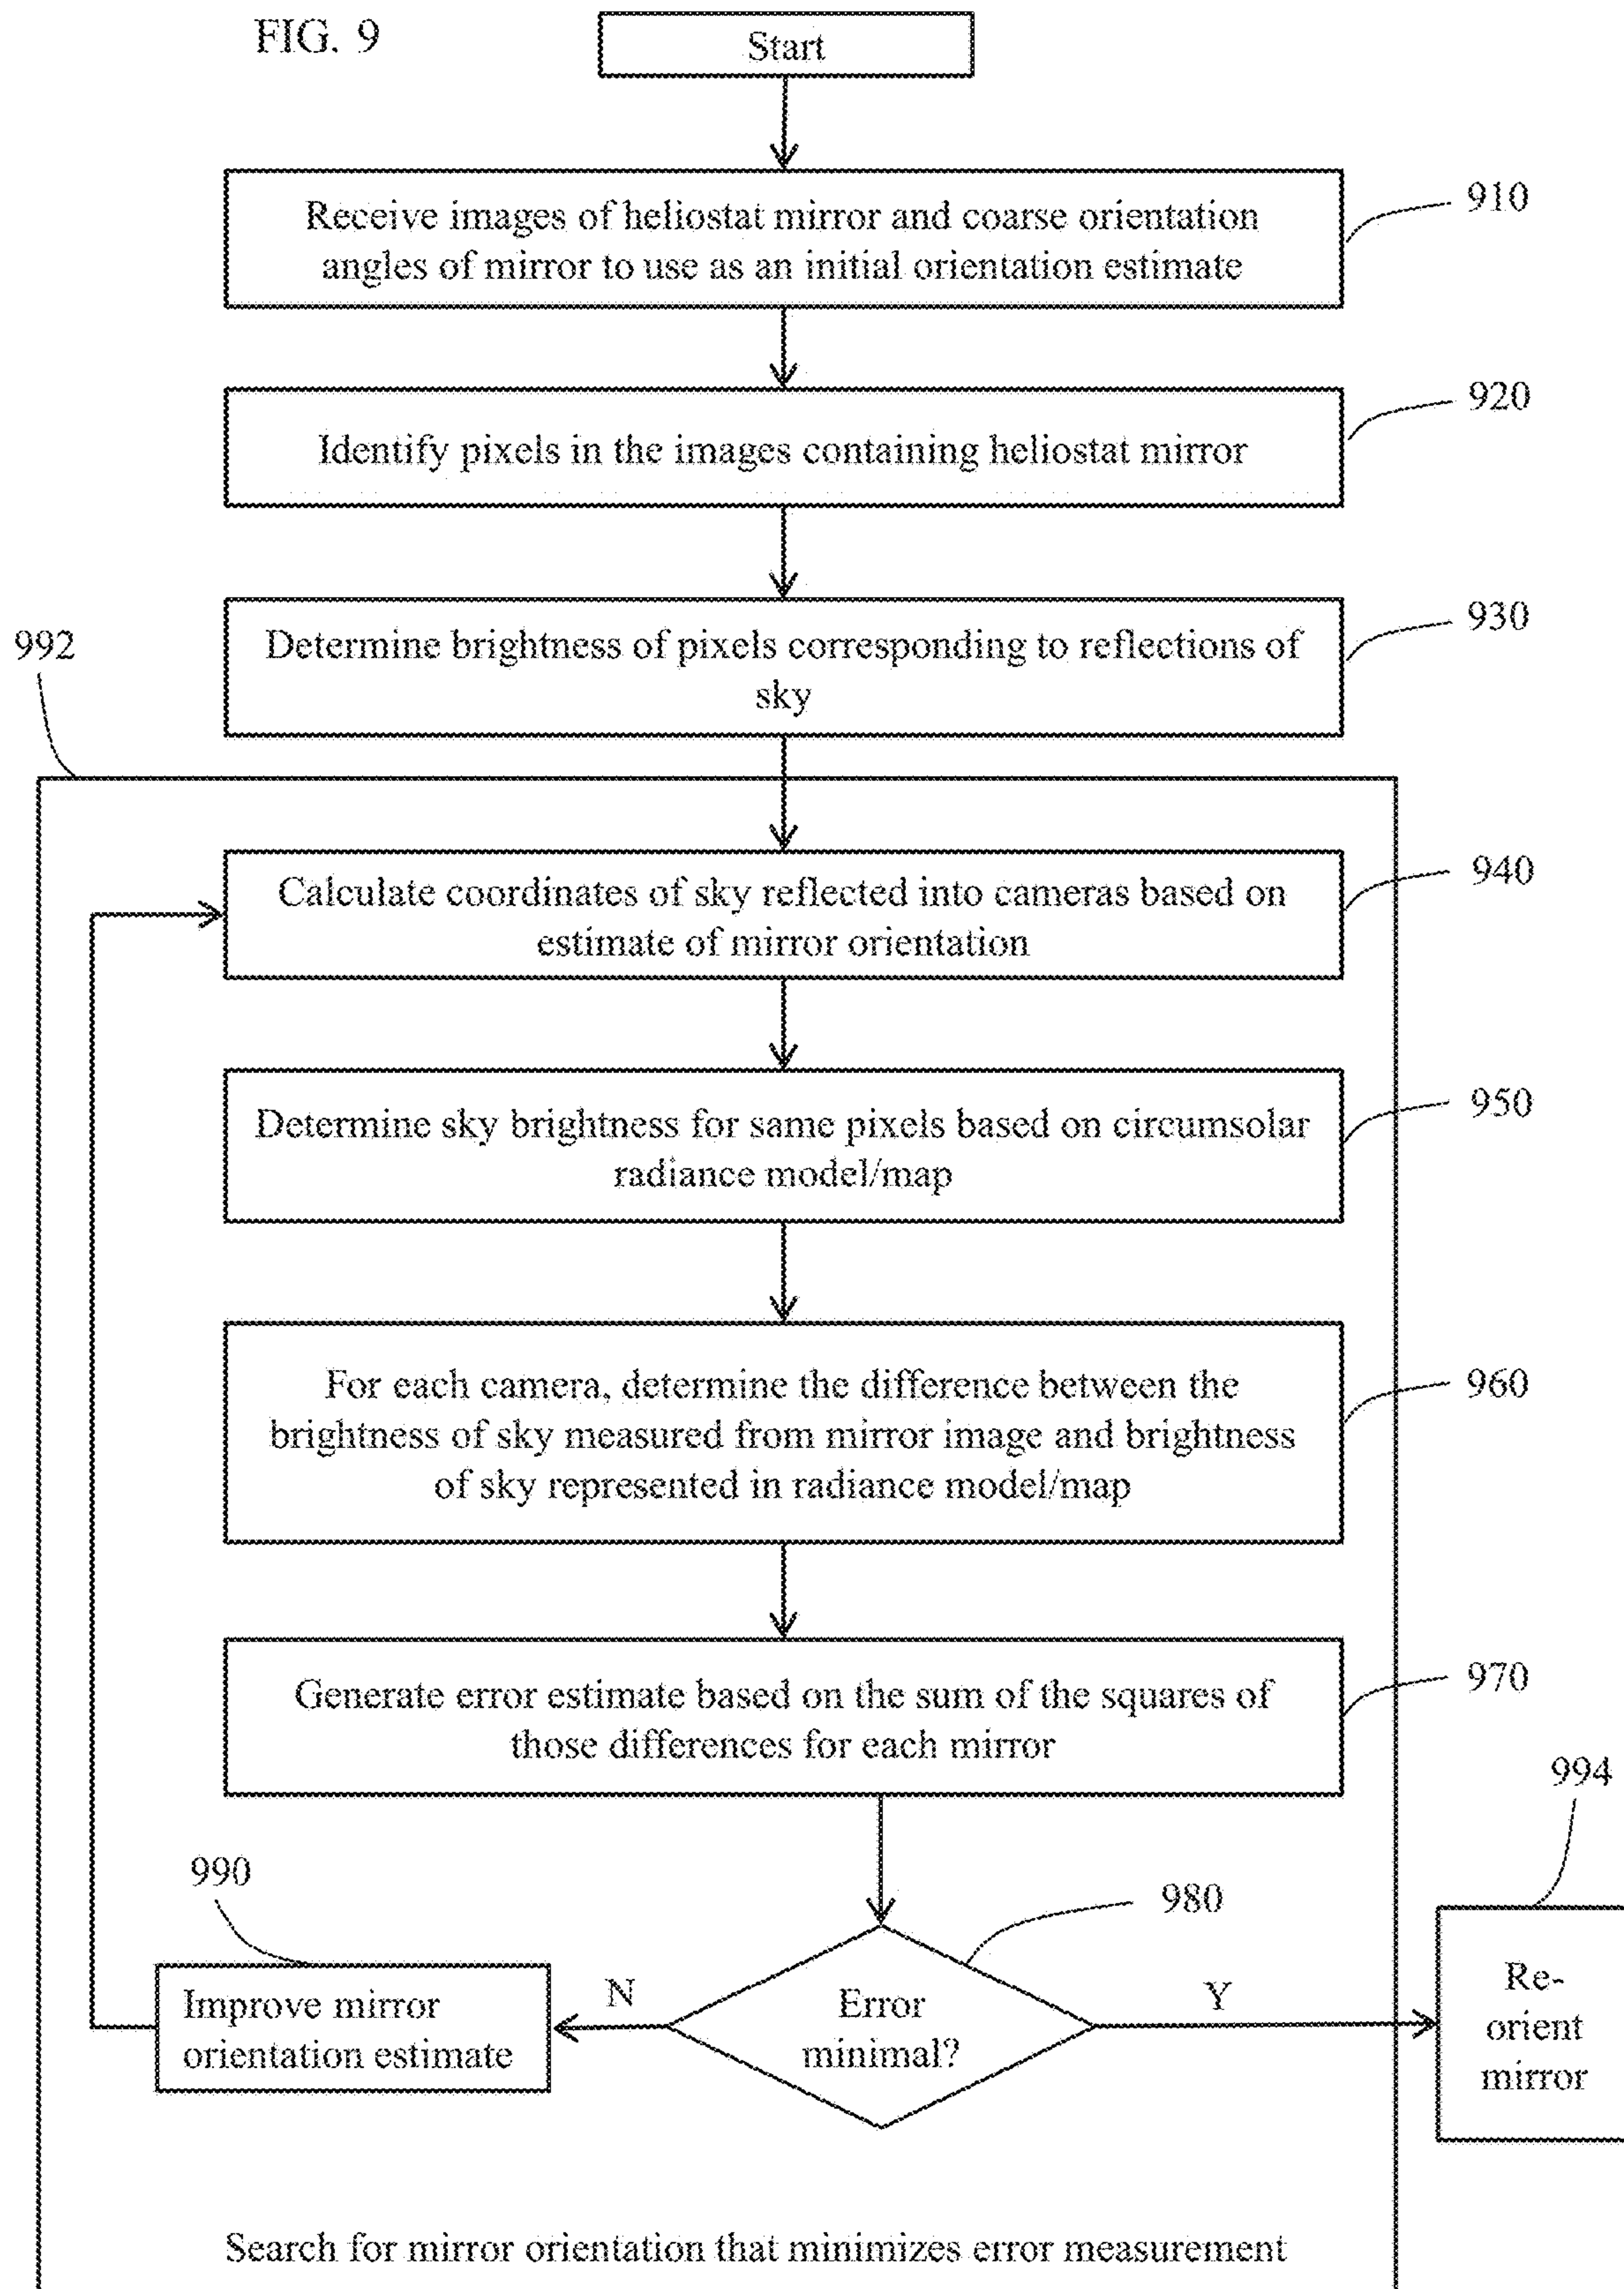 FIG. 9
Start
Receive images of heliostat mirror and coarse orientation
angles of mirror to use as an initial orientation estimate
910
Identify pixels in the images containing heliostat mirror
920
Determine brightness of pixels corresponding to reflections of
sky
930
992
Calculate coordinates of sky reflected into cameras based on
estimate of mirror orientation
940
Determine sky brightness for same pixels based on circumsolar
radiance model/map
950
For each camera, determine the difference between the
brightness of sky measured from mirror image and brightness
of sky represented in radiance model/map
960
Generate error estimate based on the sum of the squares of
those differences for each mirror
970
994
990
980
Improve mirror
orientation estimate
N
Error
minimal?
Y
Re-
orient
mirror
Search for mirror orientation that minimizes error measurement